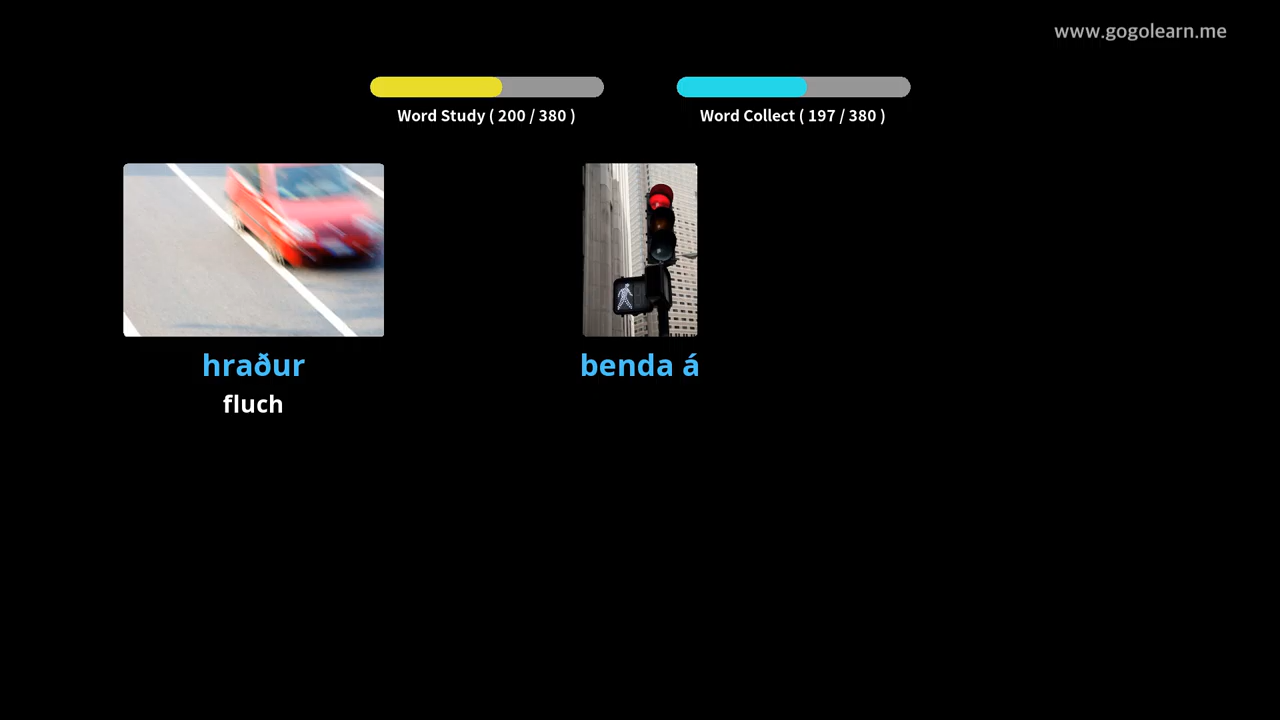 www.gogolearn.me
Word Study ( 200 / 380 )
Word Collect ( 197 / 380 )
hraður
fluch
benda á